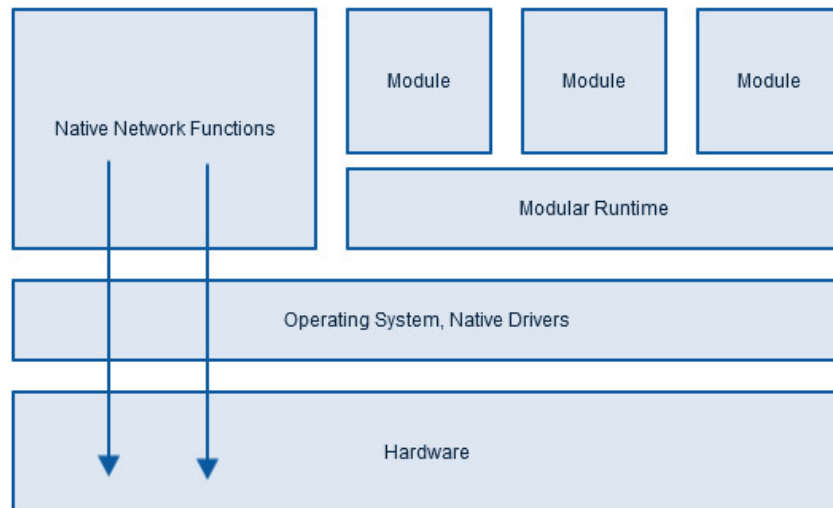 Native Network Functions
Module
Module
Module
Modular Runtime
Operating System, Native Drivers
Hardware